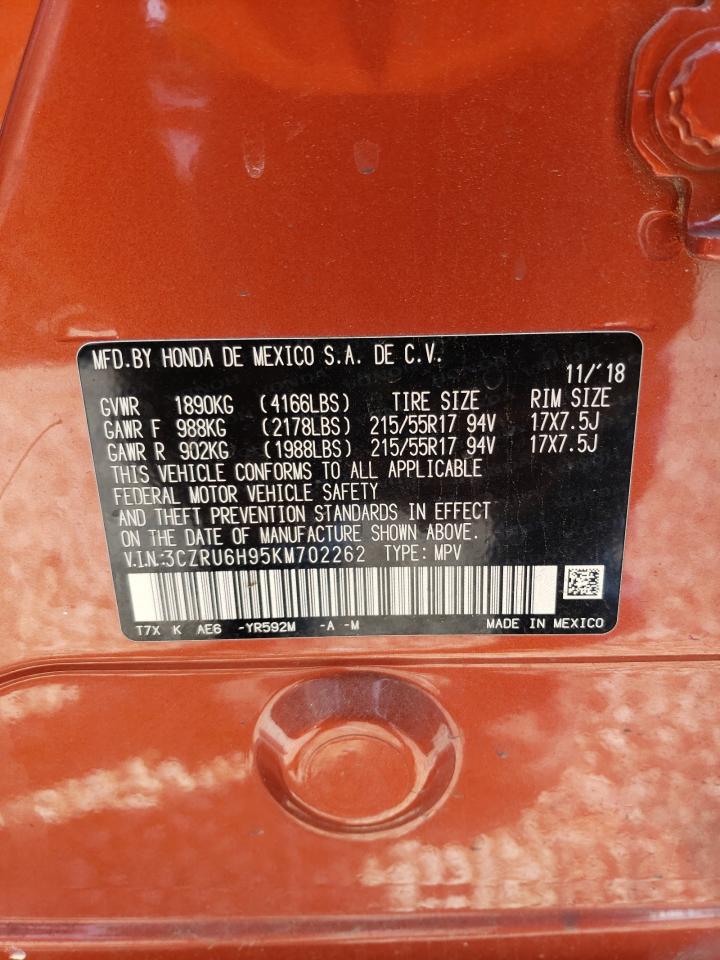 MFD.BY HONDA DE MEXICO S.A. DE C.V.
11/'18
GVWR 1890KG (4166LBS) TIRE SIZE RIM SIZE
GAWR F 988KG (2178LBS) 215/55R17 94V 17X7.5J
GAWR R 902KG (1988LBS) 215/55R17 94V 17X7.5J
THIS VEHICLE CONFORMS TO ALL APPLICABLE
FEDERAL MOTOR VEHICLE SAFETY
AND THEFT PREVENTION STANDARDS IN EFFECT
ON THE DATE OF MANUFACTURE SHOWN ABOVE.
V.I.N.:3CZRU6H95KM702262 TYPE: MPV
T7X K AE6 -YR592M -A -M MADE IN MEXICO